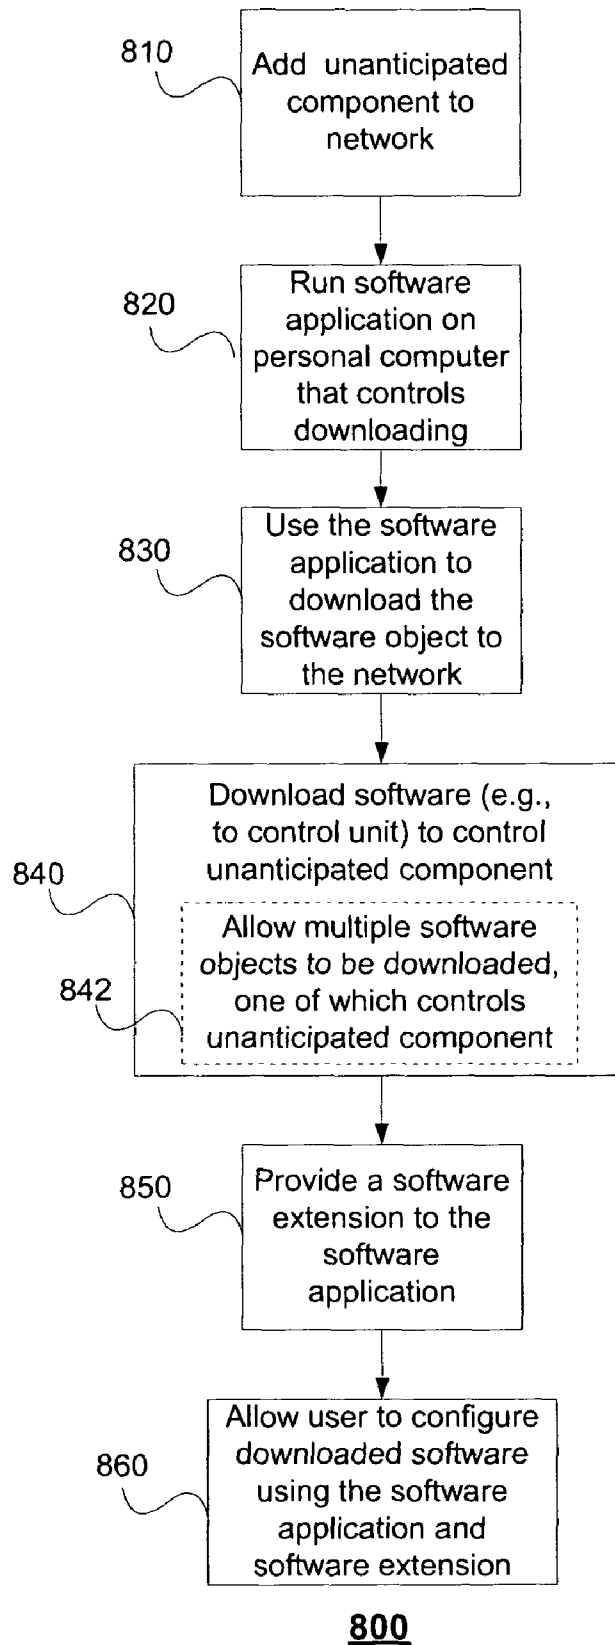 810
Add unanticipated
component to
network
820
Run software
application on
personal computer
that controls
downloading
830
Use the software
application to
download the
software object to
the network
840
Download software (e.g.,
to control unit) to control
unanticipated component
842
Allow multiple software
objects to be downloaded,
one of which controls
unanticipated component
850
Provide a software
extension to the
software
application
860
Allow user to configure
downloaded software
using the software
application and
software extension
800